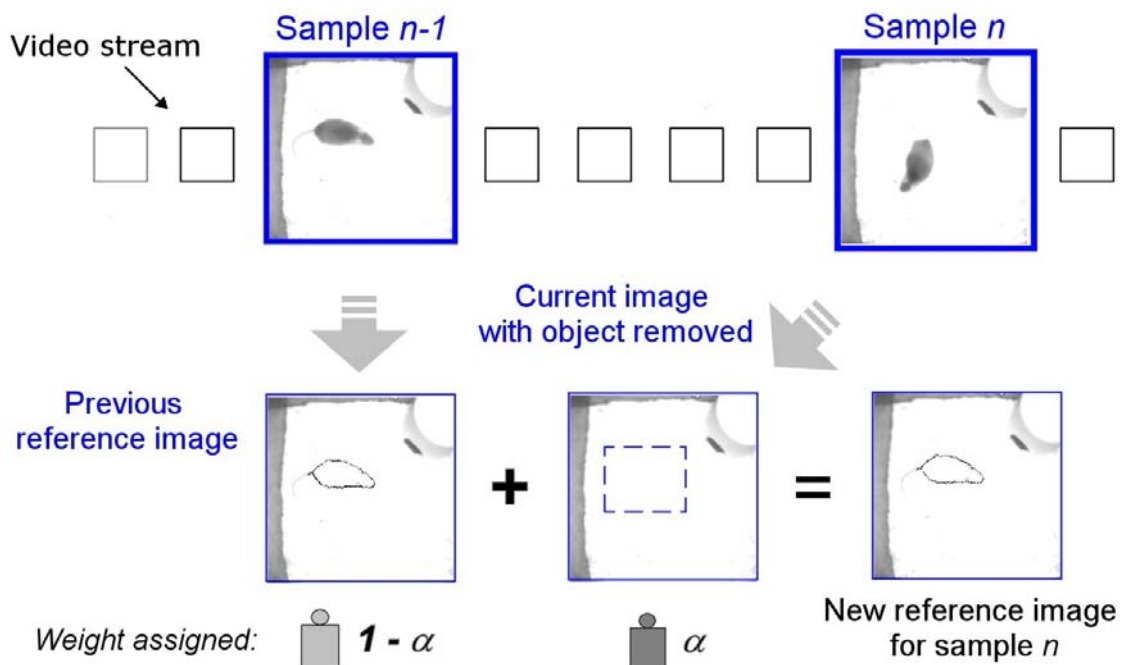 Video stream
Sample n-1
Sample n
Current image
with object removed
Previous
reference image
+
=
Weight assigned:
1 - α
α
New reference image
for sample n